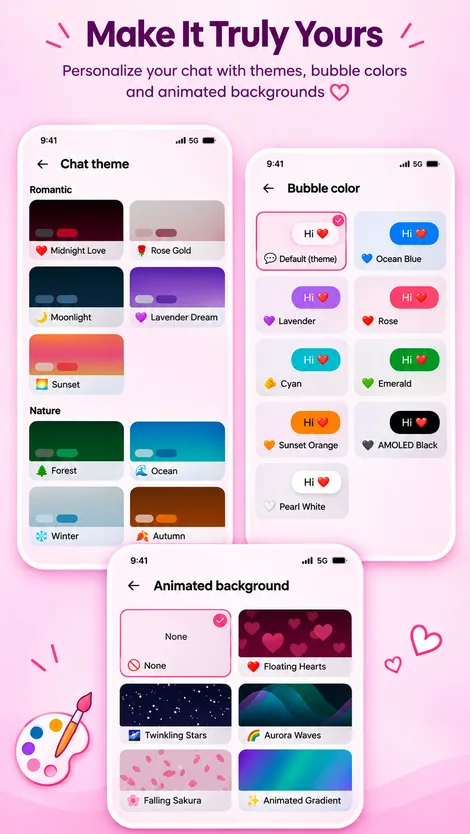 Make It Truly Yours
Personalize your chat with themes, bubble colors
and animated backgrounds
9:41
5G
Chat theme
Romantic
Midnight Love
Rose Gold
Moonlight
Lavender Dream
Sunset
Nature
Forest
Ocean
Winter
Autumn
9:41
5G
Bubble color
Hi ❤️
Default (theme)
Hi ❤️
Ocean Blue
Hi ❤️
Lavender
Hi ❤️
Rose
Hi ❤️
Cyan
Hi ❤️
Emerald
Hi ❤️
Sunset Orange
Hi ❤️
AMOLED Black
Hi ❤️
Pearl White
9:41
5G
Animated background
None
None
Floating Hearts
Twinkling Stars
Aurora Waves
Falling Sakura
Animated Gradient